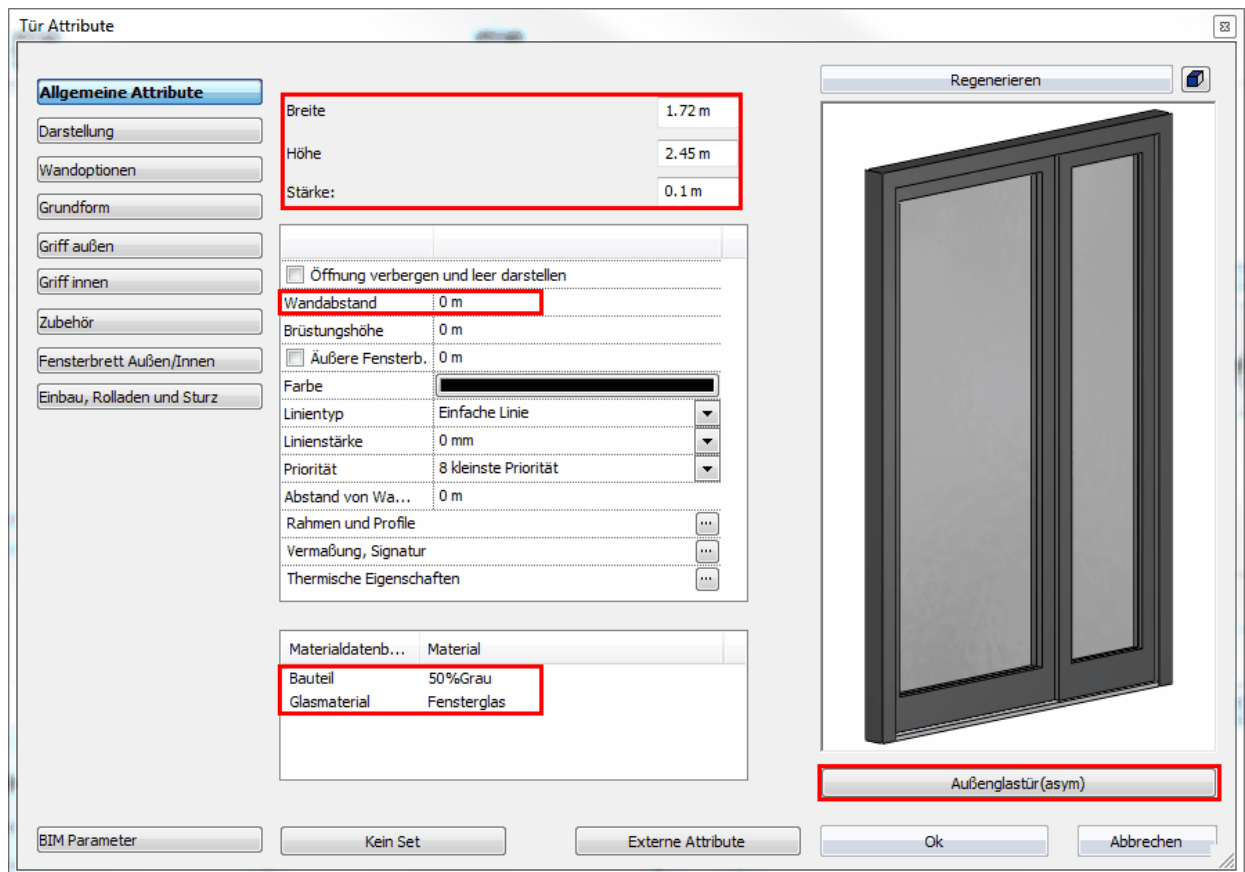 Tür Attribute
Allgemeine Attribute
Darstellung
Wandoptionen
Grundform
Griff außen
Griff innen
Zubehör
Fensterbrett Außen/Innen
Einbau, Rolladen und Sturz
Breite 1.72 m
Höhe 2.45 m
Stärke: 0.1 m
Öffnung verbergen und leer darstellen
Wandabstand 0 m
Brüstungshöhe 0 m
Äußere Fensterb. 0 m
Farbe
Linientyp Einfache Linie
Linienstärke 0 mm
Priorität 8 kleinste Priorität
Abstand von Wa... 0 m
Rahmen und Profile ...
Vermaßung, Signatur ...
Thermische Eigenschaften ...
Materialdatenb... Material
Bauteil 50%Grau
Glasmaterial Fensterglas
Regenerieren
Außenglastür(asym)
BIM Parameter
Kein Set
Externe Attribute
Ok
Abbrechen